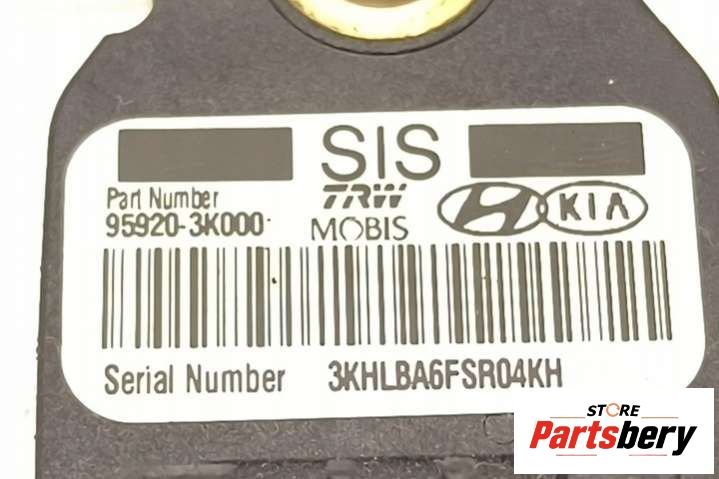 SIS
Part Number
95920-3K000
TRW
MOBIS
KIA
Serial Number 3KHLBA6FSR04KH
STORE
Partsbery